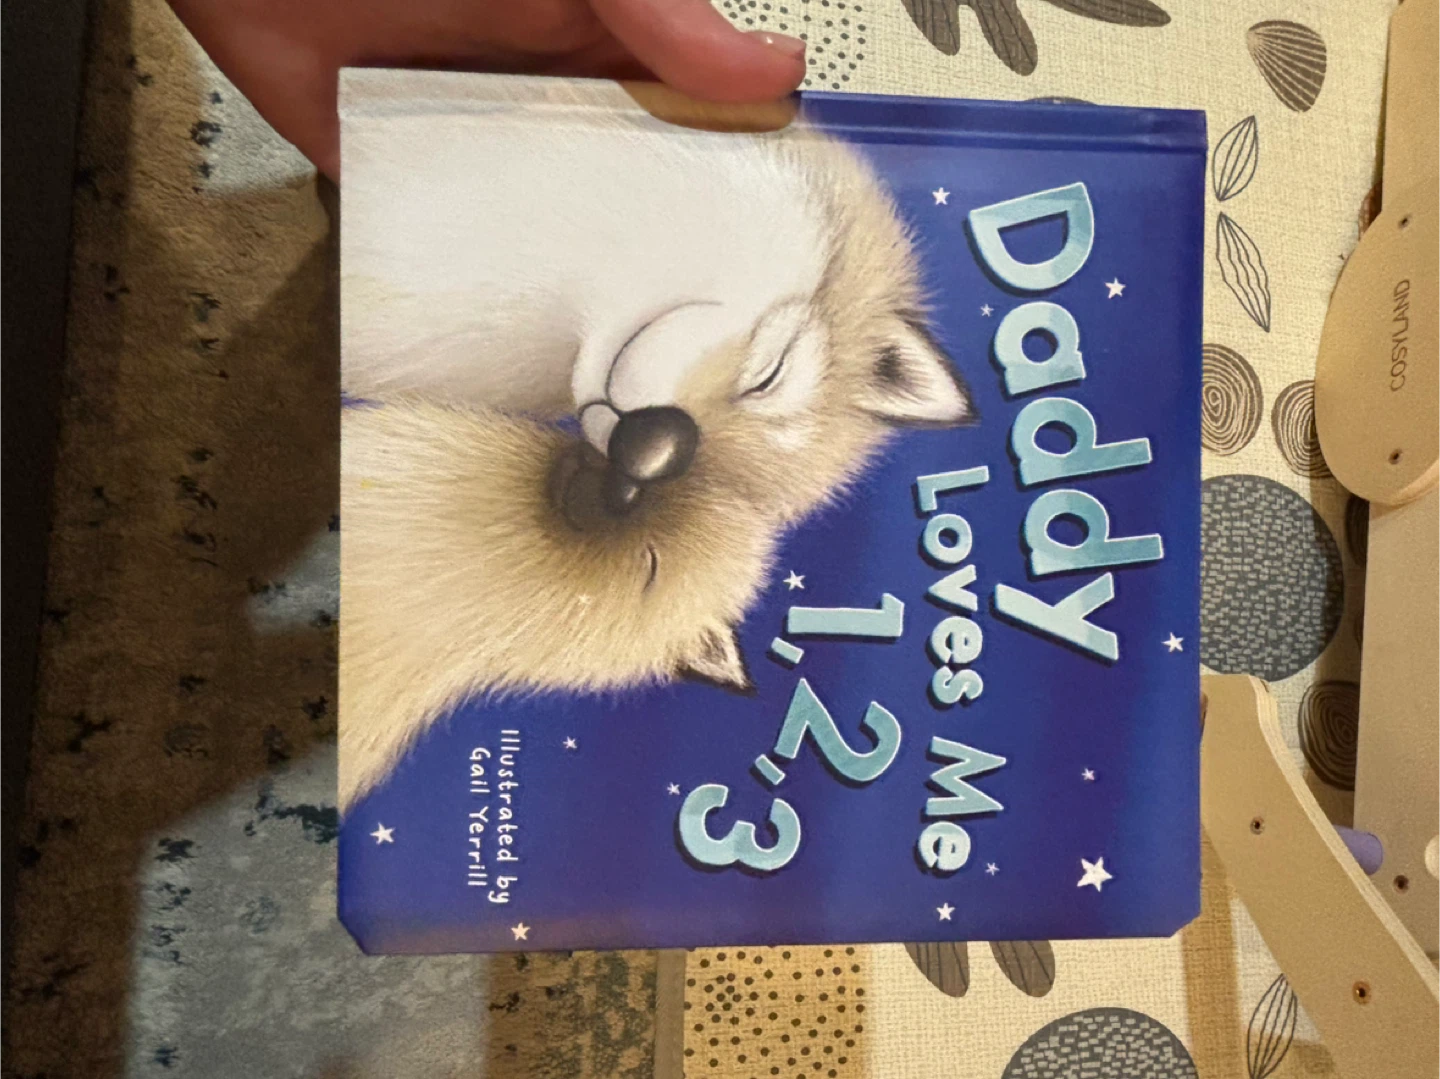 Daddy
Loves Me
1, 2, 3
Illustrated by
Gail Yerrill
COSYLAND